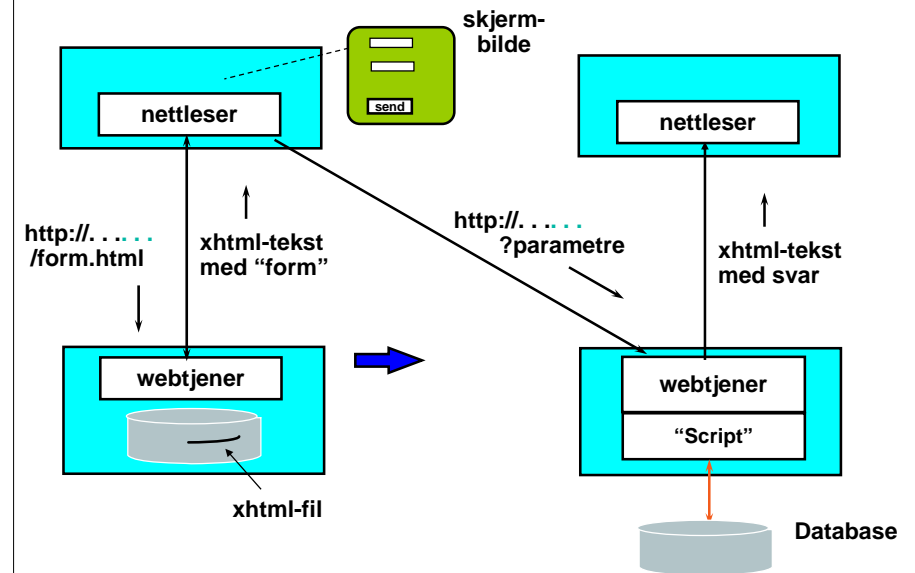 skjerm-
bilde
send
nettleser
nettleser
http://. . . . . .
/form.html
xhtml-tekst
med “form”
http://. . . . . .
?parametre
xhtml-tekst
med svar
webtjener
webtjener
“Script”
xhtml-fil
Database